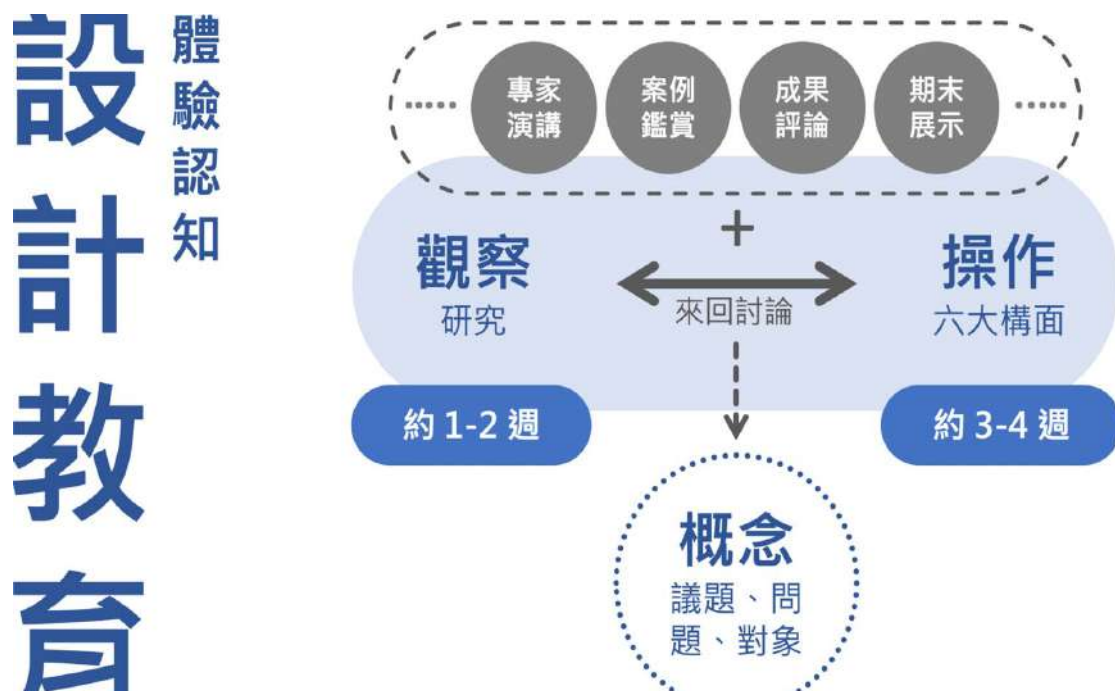 設計教育
體驗認知
專家
演講
案例
鑑賞
成果
評論
期末
展示
+
觀察
研究
來回討論
操作
六大構面
約 1-2 週
約 3-4 週
概念
議題、問
題、對象